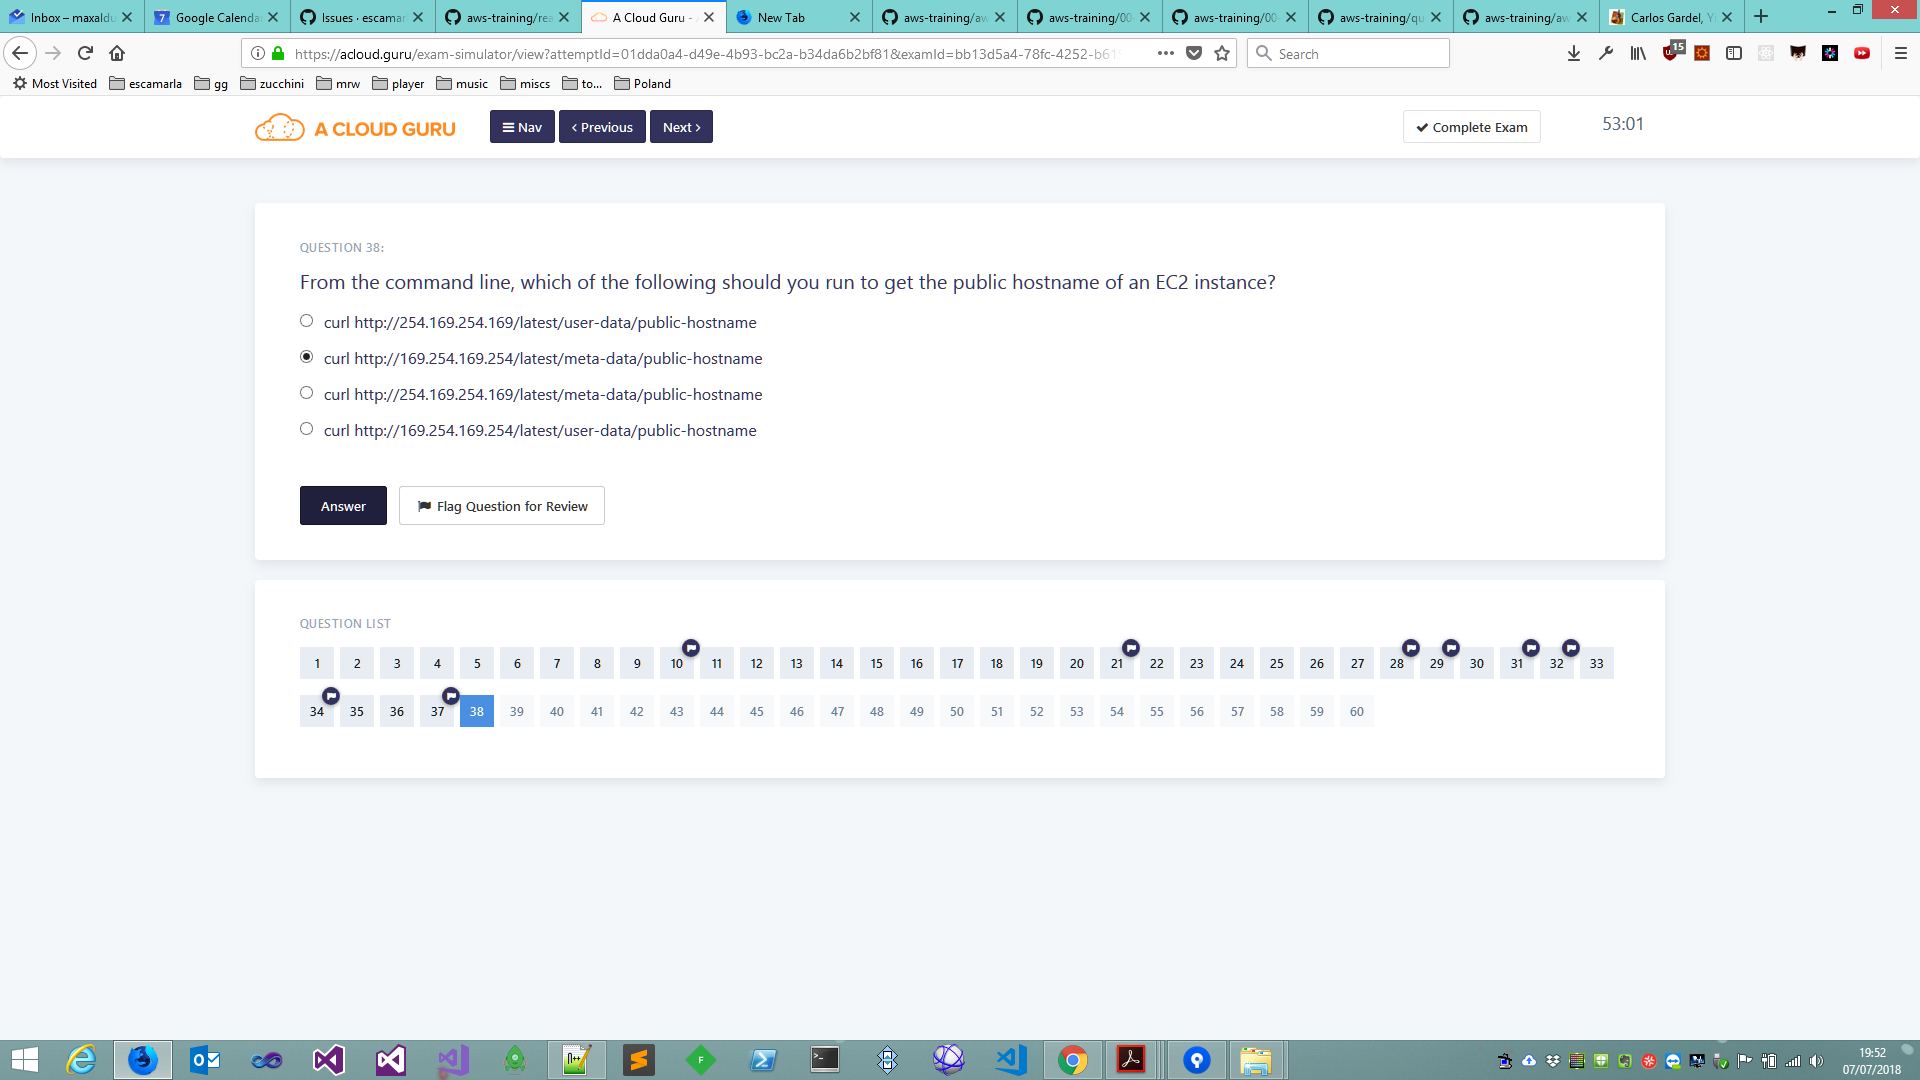 Inbox – maxaldu
Google Calenda
Issues · escamar
aws-training/rea
A Cloud Guru -
New Tab
aws-training/aw
aws-training/00
aws-training/00
aws-training/qu
aws-training/aw
Carlos Gardel, Y
https://acloud.guru/exam-simulator/view?attemptId=01dda0a4-d49e-4b93-bc2a-b34da6b2bf81&examId=bb13d5a4-78fc-4252-b61
Search
15
Most Visited
escamarla
gg
zucchini
mrw
player
music
miscs
to...
Poland
A CLOUD GURU
Nav
Previous
Next
Complete Exam
53:01
QUESTION 38:
From the command line, which of the following should you run to get the public hostname of an EC2 instance?
curl http://254.169.254.169/latest/user-data/public-hostname
curl http://169.254.169.254/latest/meta-data/public-hostname
curl http://254.169.254.169/latest/meta-data/public-hostname
curl http://169.254.169.254/latest/user-data/public-hostname
Answer
Flag Question for Review
QUESTION LIST
1 2 3 4 5 6 7 8 9 10 11 12 13 14 15 16 17 18 19 20 21 22 23 24 25 26 27 28 29 30 31 32 33
34 35 36 37 38 39 40 41 42 43 44 45 46 47 48 49 50 51 52 53 54 55 56 57 58 59 60
19:52
07/07/2018